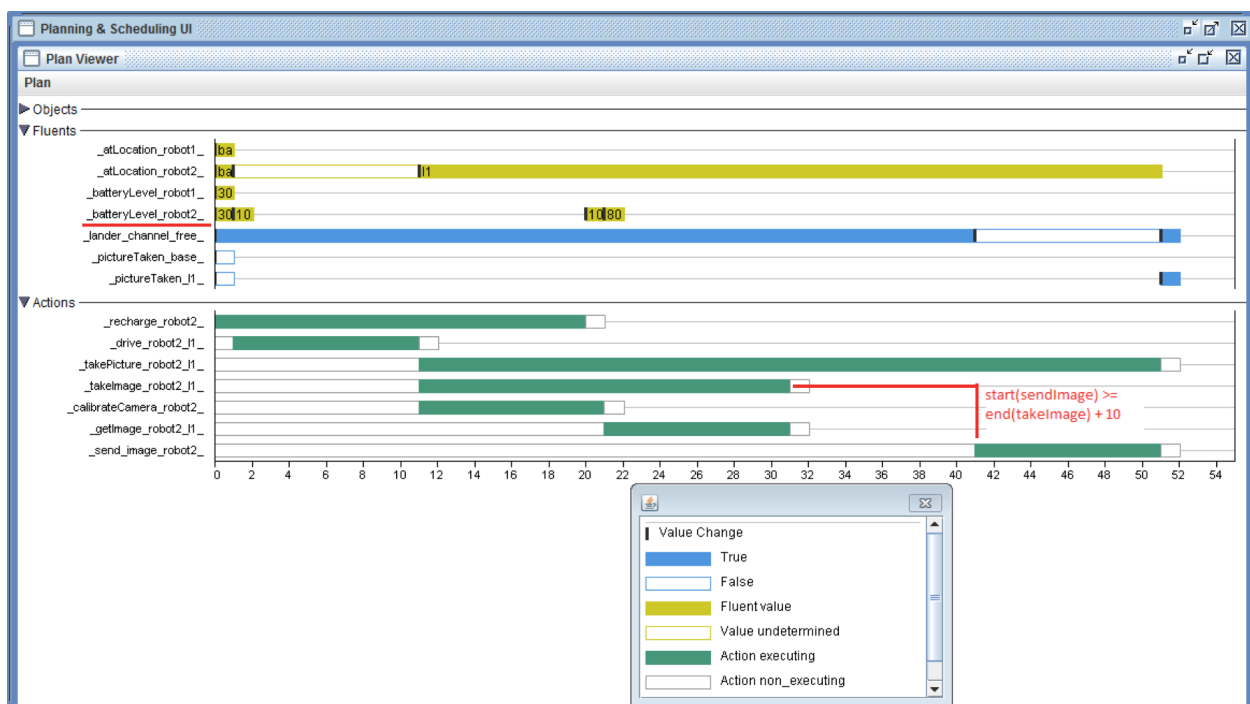 Planning & Scheduling UI
Plan Viewer
Plan
Objects
Fluents
_atLocation_robot1_ ba
_atLocation_robot2_ ba l1
_batteryLevel_robot1_ 30
_batteryLevel_robot2_ 30 10 10 80
_lander_channel_free_
_pictureTaken_base_
_pictureTaken_l1_
Actions
_recharge_robot2_
_drive_robot2_l1_
_takePicture_robot2_l1_
_takeImage_robot2_l1_
start(sendImage) >=
end(takeImage) + 10
_calibrateCamera_robot2_
_getImage_robot2_l1_
_send_image_robot2_
0 2 4 6 8 10 12 14 16 18 20 22 24 26 28 30 32 34 36 38 40 42 44 46 48 50 52 54
Value Change
True
False
Fluent value
Value undetermined
Action executing
Action non_executing